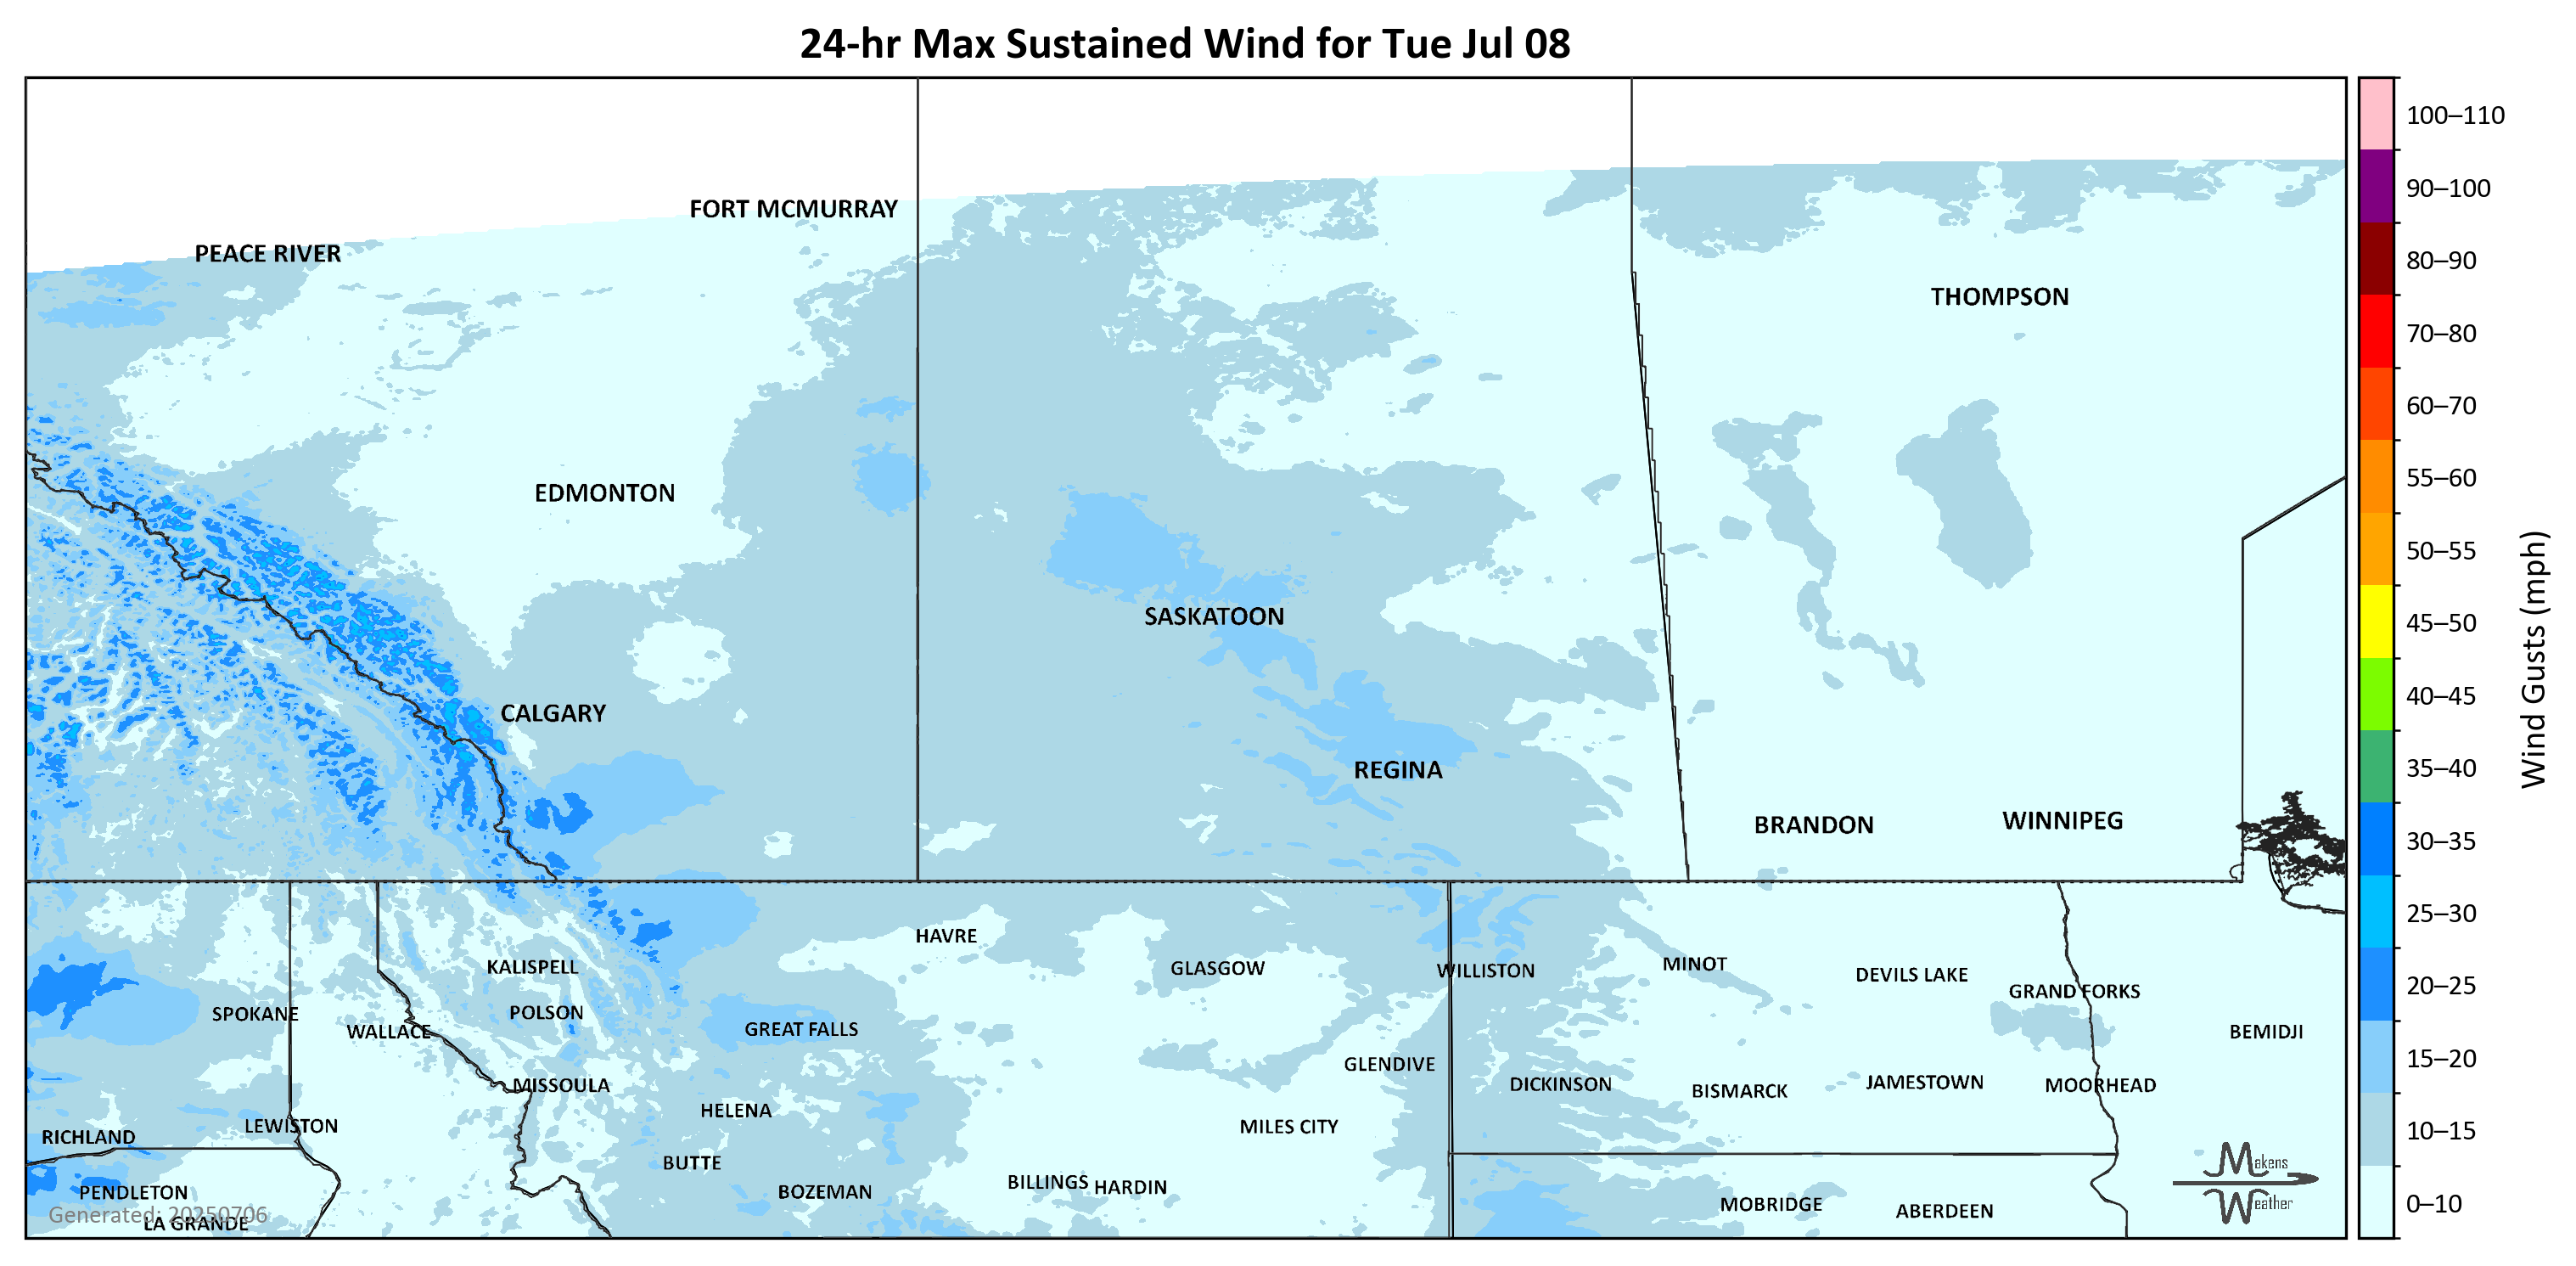 24-hr Max Sustained Wind for Tue Jul 08
FORT MCMURRAY
PEACE RIVER
THOMPSON
EDMONTON
SASKATOON
CALGARY
REGINA
BRANDON
WINNIPEG
HAVRE
KALISPELL
GLASGOW
WILLISTON
MINOT
DEVILS LAKE
GRAND FORKS
SPOKANE
POLSON
WALLACE
GREAT FALLS
BEMIDJI
GLENDIVE
MISSOULA
DICKINSON
BISMARCK
JAMESTOWN
MOORHEAD
HELENA
LEWISTON
MILES CITY
RICHLAND
BUTTE
PENDLETON
BOZEMAN
BILLINGS
HARDIN
MOBRIDGE
ABERDEEN
Generated: 20250706
LA GRANDE
Makens
Weather
100–110
90–100
80–90
70–80
60–70
55–60
50–55
45–50
40–45
35–40
30–35
25–30
20–25
15–20
10–15
0–10
Wind Gusts (mph)